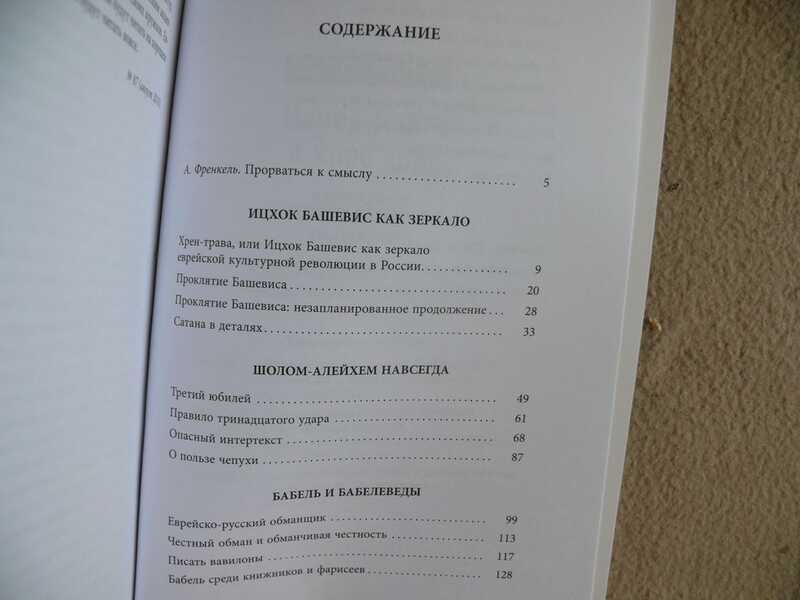 СОДЕРЖАНИЕ
А. Френкель. Прорваться к смыслу 5
ИЦХОК БАШЕВИС КАК ЗЕРКАЛО
Хрен-трава, или Ицхок Башевис как зеркало
еврейской культурной революции в России 9
Проклятие Башевиса 20
Проклятие Башевиса: незапланированное продолжение 28
Сатана в деталях 33
ШОЛОМ-АЛЕЙХЕМ НАВСЕГДА
Третий юбилей 49
Правило тринадцатого удара 61
Опасный интертекст 68
О пользе чепухи 87
БАБЕЛЬ И БАБЕЛЕВЕДЫ
Еврейско-русский обманщик 99
Честный обман и обманчивая честность 113
Писать вавилоны 117
Бабель среди книжников и фарисеев 128